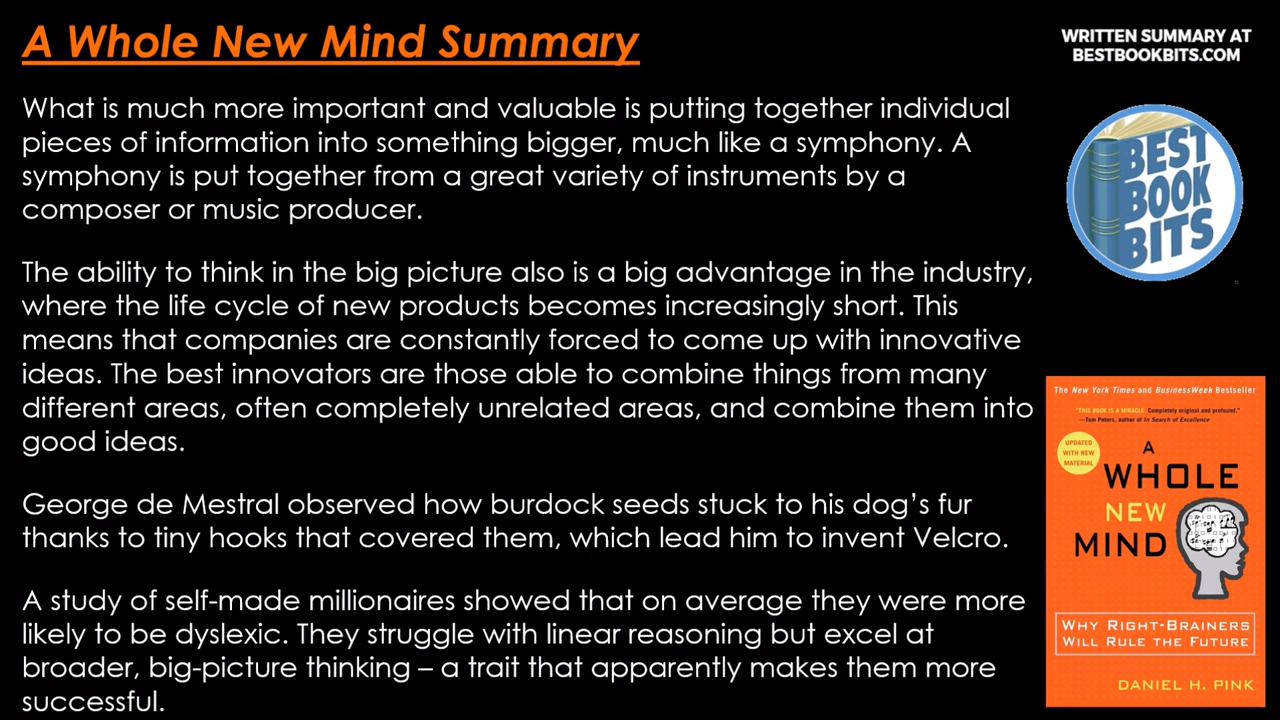 A Whole New Mind Summary
WRITTEN SUMMARY AT
BESTBOOKBITS.COM
What is much more important and valuable is putting together individual
pieces of information into something bigger, much like a symphony. A
symphony is put together from a great variety of instruments by a
composer or music producer.
The ability to think in the big picture also is a big advantage in the industry,
where the life cycle of new products becomes increasingly short. This
means that companies are constantly forced to come up with innovative
ideas. The best innovators are those able to combine things from many
different areas, often completely unrelated areas, and combine them into
good ideas.
George de Mestral observed how burdock seeds stuck to his dog’s fur
thanks to tiny hooks that covered them, which lead him to invent Velcro.
A study of self-made millionaires showed that on average they were more
likely to be dyslexic. They struggle with linear reasoning but excel at
broader, big-picture thinking – a trait that apparently makes them more
successful.
BEST
BOOK
BITS
The New York Times and BusinessWeek Bestseller
"THIS BOOK IS A MIRACLE. Completely original and profound."
—Tom Peters, author of In Search of Excellence
UPDATED
WITH NEW
MATERIAL
A
WHOLE
NEW
MIND
WHY RIGHT-BRAINERS
WILL RULE THE FUTURE
DANIEL H. PINK